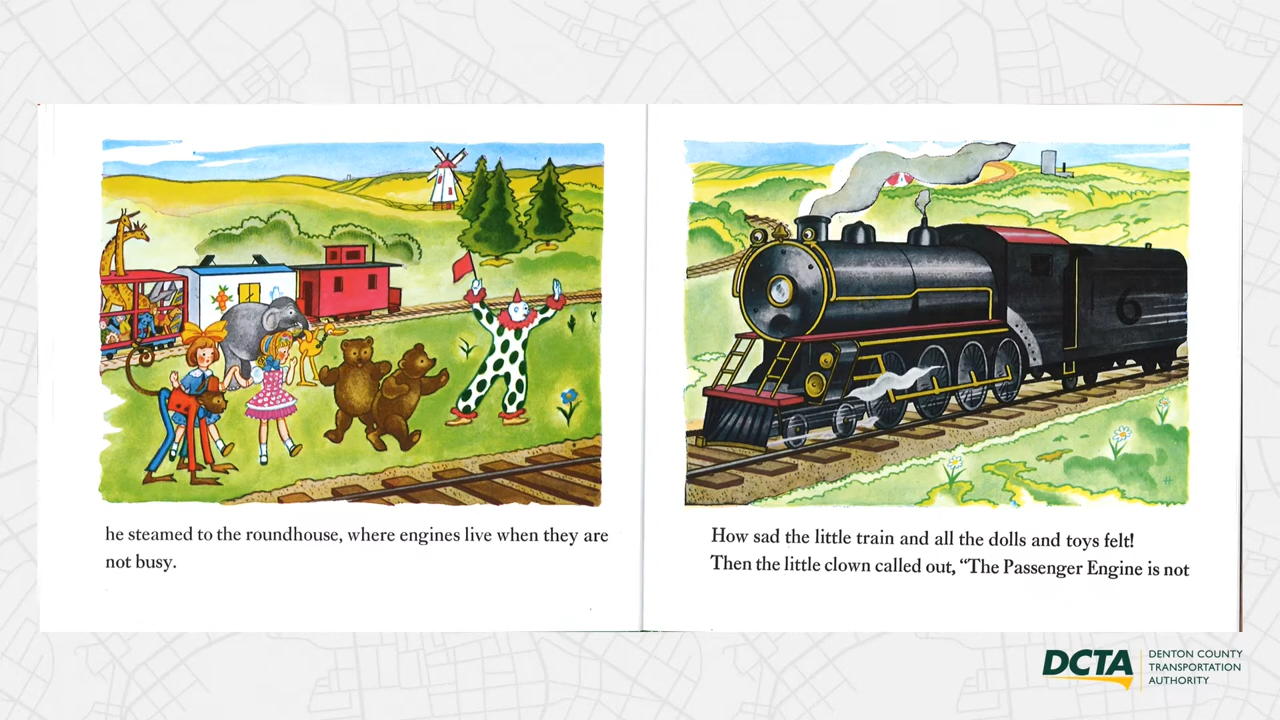 he steamed to the roundhouse, where engines live when they are
not busy.
6
How sad the little train and all the dolls and toys felt!
Then the little clown called out, “The Passenger Engine is not
DCTA
DENTON COUNTY
TRANSPORTATION
AUTHORITY